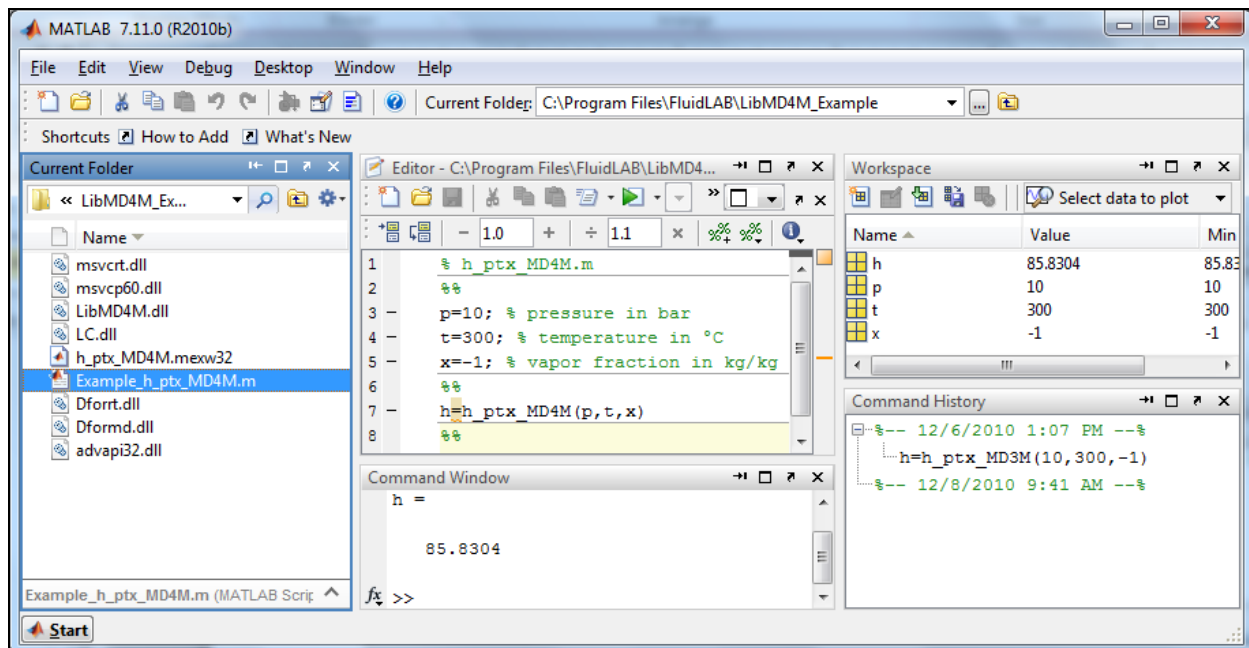 MATLAB 7.11.0 (R2010b)
File Edit View Debug Desktop Window Help
Current Folder: C:\Program Files\FluidLAB\LibMD4M_Example
Shortcuts How to Add What's New
Current Folder
« LibMD4M_Ex...
Name
msvcrt.dll
msvcp60.dll
LibMD4M.dll
LC.dll
h_ptx_MD4M.mexw32
Example_h_ptx_MD4M.m
Dforrt.dll
Dformd.dll
advapi32.dll
Example_h_ptx_MD4M.m (MATLAB Scrip
Start
Editor - C:\Program Files\FluidLAB\LibMD4...
- 1.0 + ÷ 1.1 ×
1 % h_ptx_MD4M.m
2 %%
3 – p=10; % pressure in bar
4 – t=300; % temperature in °C
5 – x=-1; % vapor fraction in kg/kg
6 %%
7 – h=h_ptx_MD4M(p,t,x)
8 %%
Command Window
h =
85.8304
fx >>
Workspace
Select data to plot
Name Value Min
h 85.8304 85.83
p 10 10
t 300 300
x -1 -1
Command History
%-- 12/6/2010 1:07 PM --%
h=h_ptx_MD3M(10,300,-1)
%-- 12/8/2010 9:41 AM --%